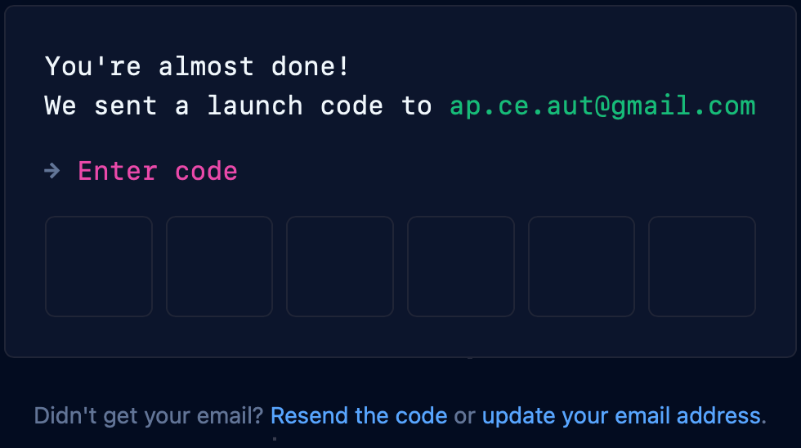 You're almost done!
We sent a launch code to ap.ce.aut@gmail.com
→ Enter code
Didn't get your email? Resend the code or update your email address.